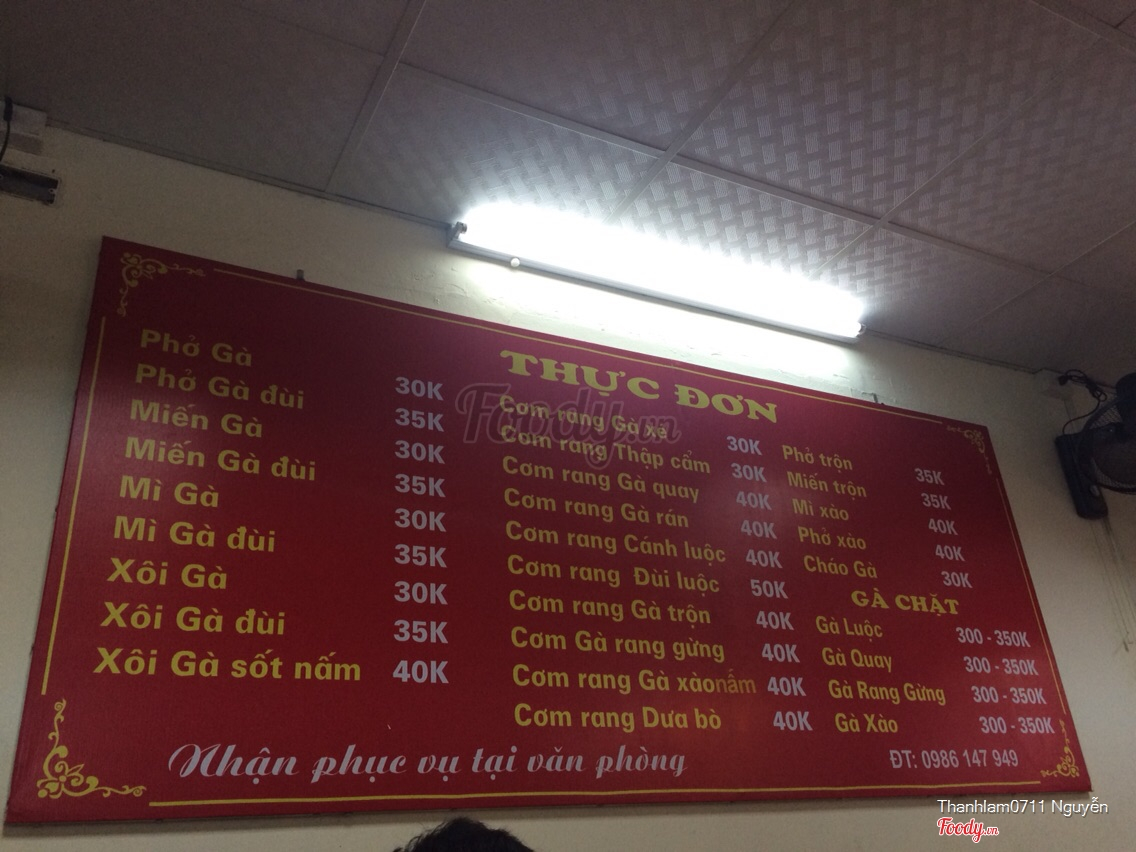 THỰC ĐƠN
Phở Gà 30K
Phở Gà đùi 35K
Miến Gà 30K
Miến Gà đùi 35K
Mì Gà 30K
Mì Gà đùi 35K
Xôi Gà 30K
Xôi Gà đùi 35K
Xôi Gà sốt nấm 40K
Cơm rang Gà xé 30K
Cơm rang Thập cẩm 30K
Cơm rang Gà quay 40K
Cơm rang Gà rán 40K
Cơm rang Cánh luộc 40K
Cơm rang Đùi luộc 50K
Cơm rang Gà trộn 40K
Cơm Gà rang gừng 40K
Cơm rang Gà xào nấm 40K
Cơm rang Dưa bò 40K
Phở trộn 35K
Miến trộn 35K
Mì xào 40K
Phở xào 40K
Cháo Gà 30K
GÀ CHẶT
Gà Luộc 300 - 350K
Gà Quay 300 - 350K
Gà Rang Gừng 300 - 350K
Gà Xáo 300 - 350K
Nhận phục vụ tại văn phòng
ĐT: 0986 147 949
Foody.vn
Thanhlam0711 Nguyễn
Foody.vn